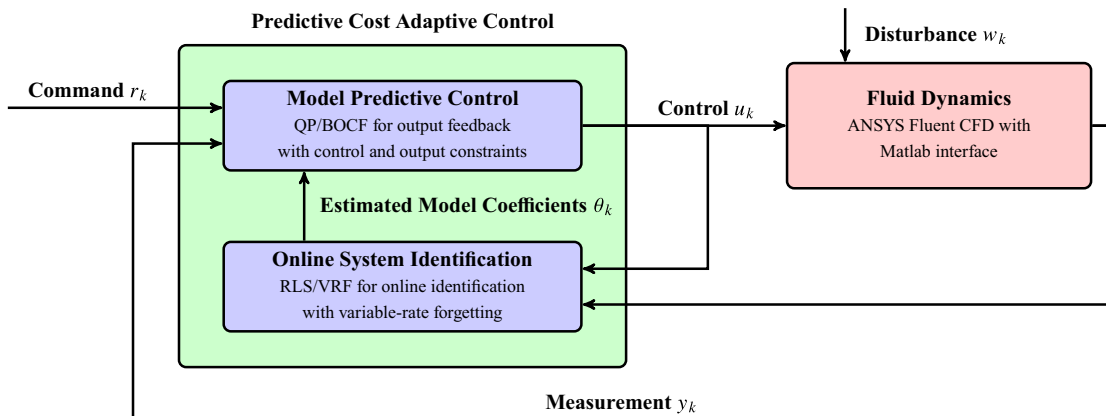 Predictive Cost Adaptive Control
Command r_k
Model Predictive Control
QP/BOCF for output feedback
with control and output constraints
Control u_k
Disturbance w_k
Fluid Dynamics
ANSYS Fluent CFD with
Matlab interface
Estimated Model Coefficients θ_k
Online System Identification
RLS/VRF for online identification
with variable-rate forgetting
Measurement y_k